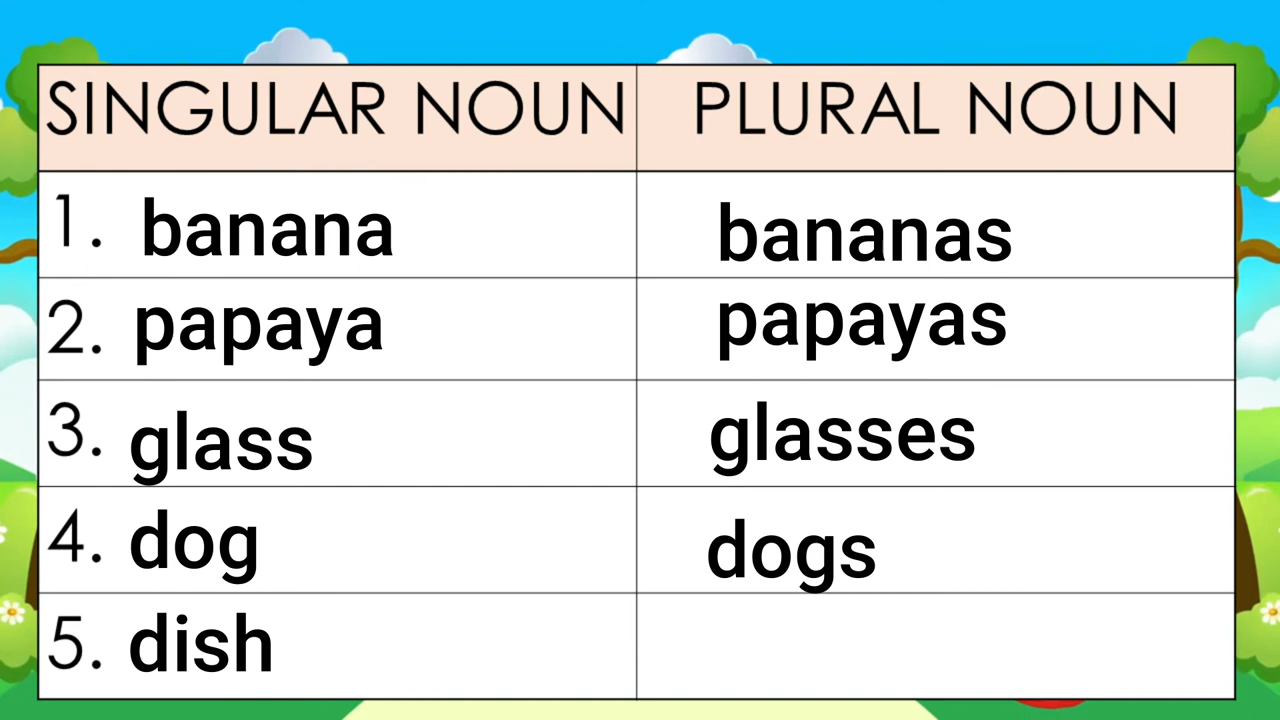 SINGULAR NOUN PLURAL NOUN
1. banana bananas
2. papaya papayas
3. glass glasses
4. dog dogs
5. dish